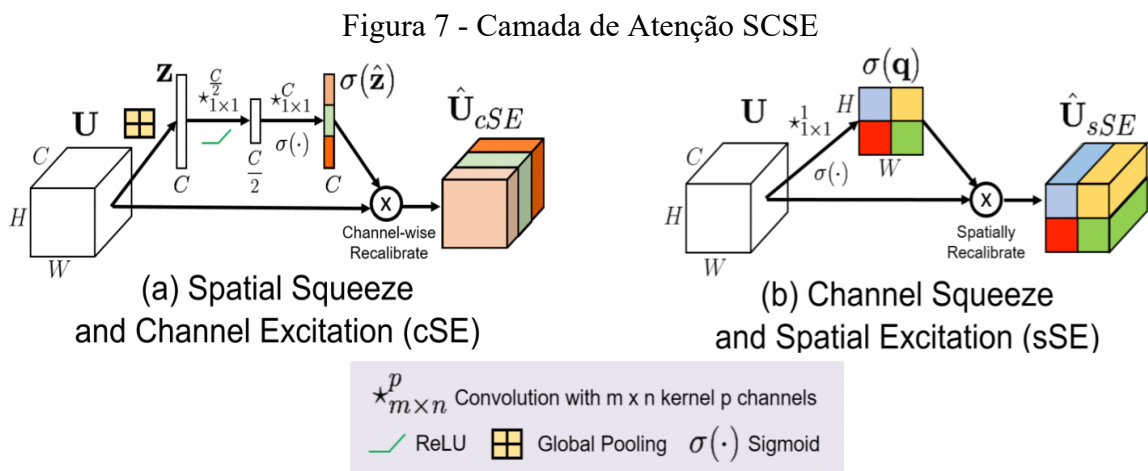 Figura 7 - Camada de Atenção SCSE
U
C
H
W
z
C
⋆^{C/2}_{1×1}
C/2
⋆^{C}_{1×1}
σ(·)
σ(ẑ)
C
X
Channel-wise
Recalibrate
Û_{cSE}
(a) Spatial Squeeze
and Channel Excitation (cSE)
U
C
H
W
⋆^{1}_{1×1}
σ(·)
σ(q)
H
W
X
Spatially
Recalibrate
Û_{sSE}
(b) Channel Squeeze
and Spatial Excitation (sSE)
⋆^{p}_{m×n} Convolution with m x n kernel p channels
ReLU Global Pooling σ(·) Sigmoid